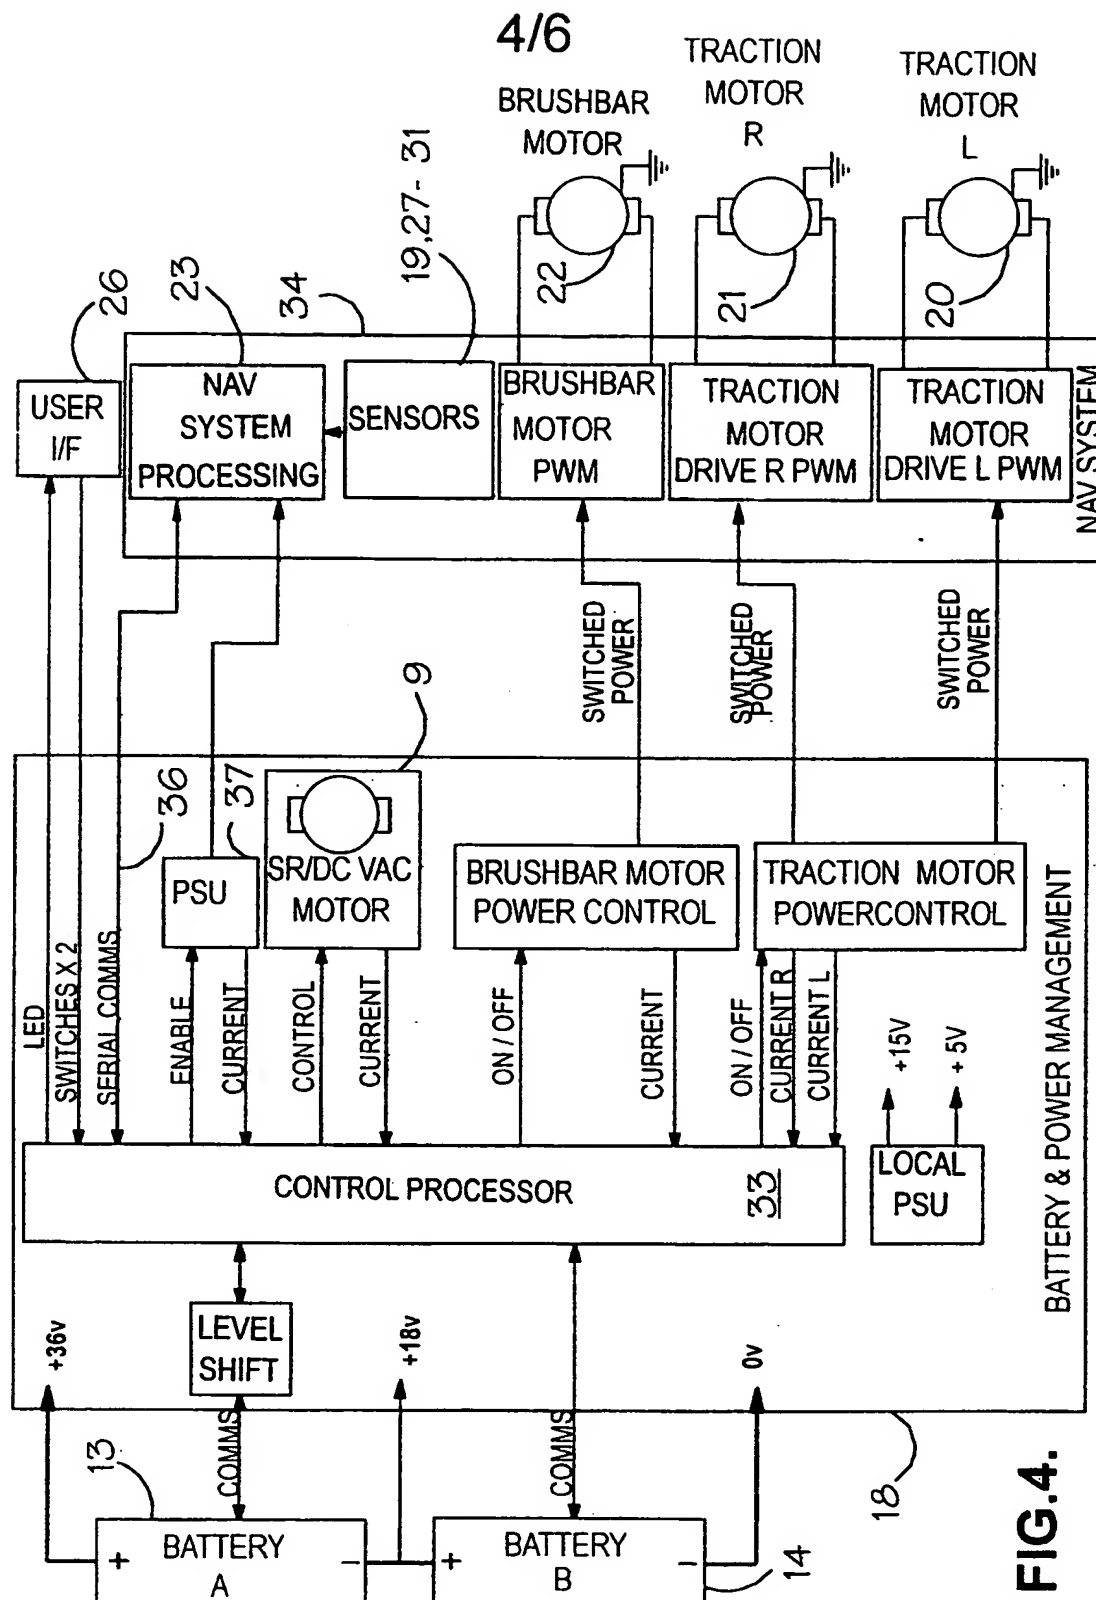 4/6
USER
I/F
26
NAV
SYSTEM
PROCESSING
23
34
SENSORS
19,27-31
BRUSHBAR
MOTOR
PWM
BRUSHBAR
MOTOR
22
TRACTION
MOTOR
DRIVE R PWM
TRACTION
MOTOR
R
21
TRACTION
MOTOR
DRIVE L PWM
TRACTION
MOTOR
L
20
NAV SYSTEM
SWITCHED
POWER
SWITCHED
POWER
SWITCHED
POWER
LED
SWITCHES X 2
SERIAL COMMS
36
PSU
37
ENABLE
CURRENT
SR/DC VAC
MOTOR
9
CONTROL
CURRENT
BRUSHBAR MOTOR
POWER CONTROL
ON / OFF
CURRENT
TRACTION MOTOR
POWERCONTROL
ON / OFF
CURRENT R
CURRENT L
CONTROL PROCESSOR
33
LOCAL
PSU
+15V
+ 5V
BATTERY & POWER MANAGEMENT
18
+36v
LEVEL
SHIFT
+18v
0v
COMMS
COMMS
13
+
BATTERY
A
–
+
BATTERY
B
–
14
FIG.4.